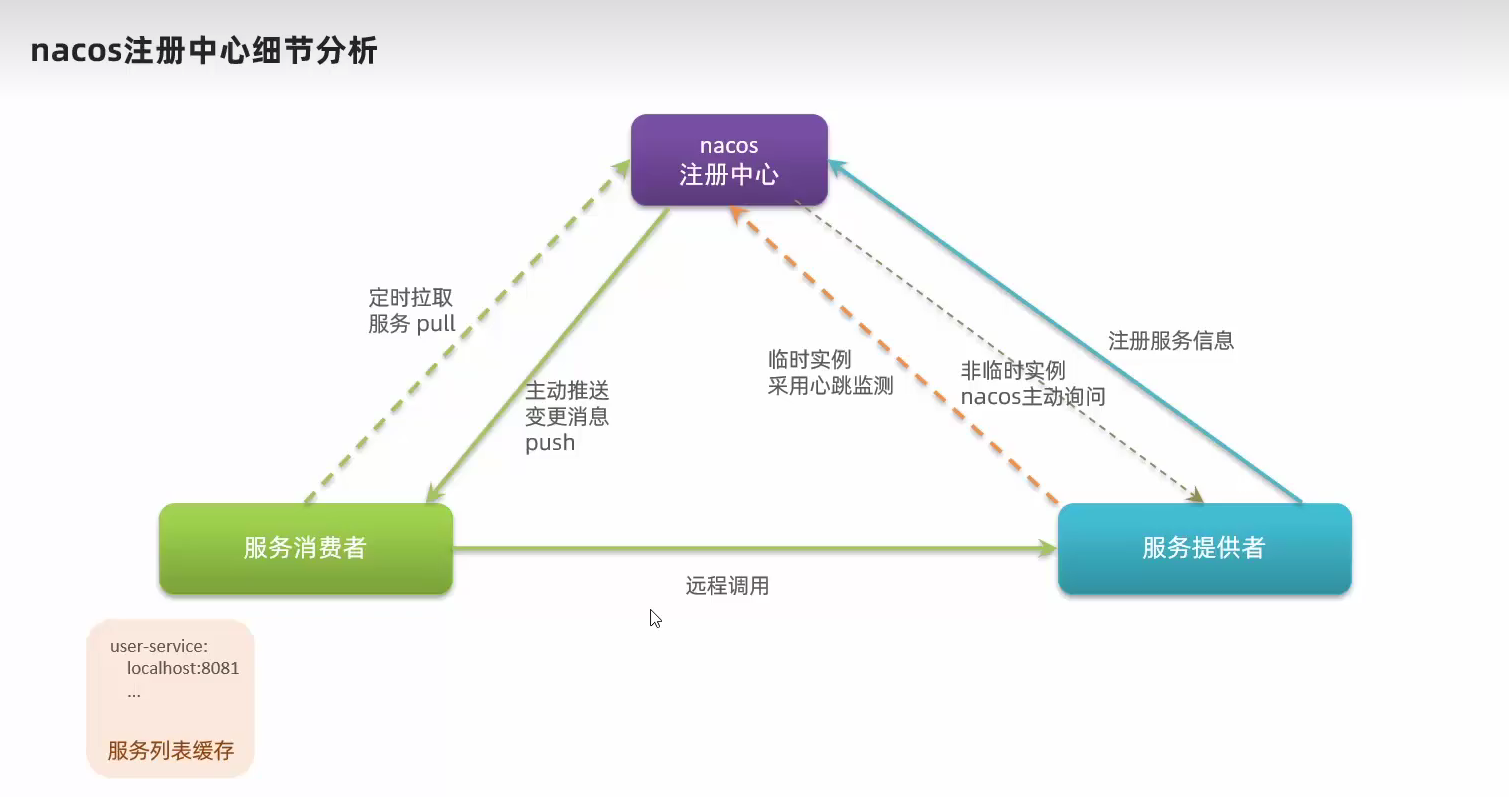 nacos注册中心细节分析
nacos
注册中心
定时拉取
服务 pull
主动推送
变更消息
push
临时实例
采用心跳监测
非临时实例
nacos主动询问
注册服务信息
服务消费者
远程调用
服务提供者
user-service:
localhost:8081
...
服务列表缓存